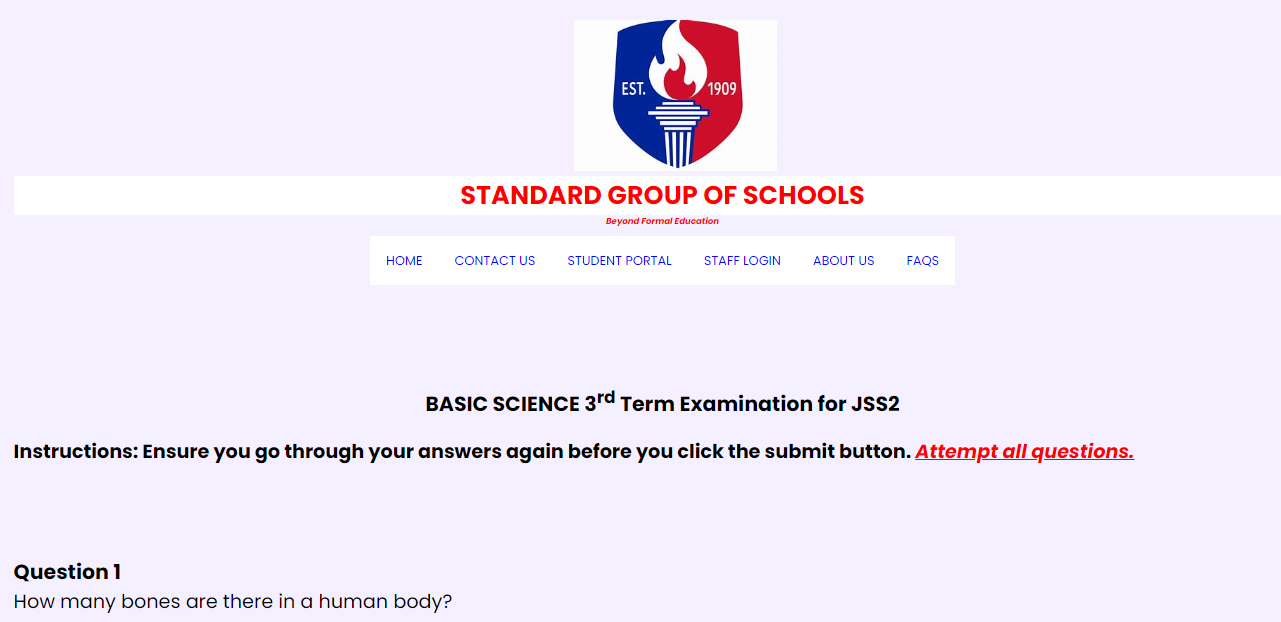 EST. 1909
STANDARD GROUP OF SCHOOLS
Beyond Formal Education
HOME CONTACT US STUDENT PORTAL STAFF LOGIN ABOUT US FAQS
BASIC SCIENCE 3rd Term Examination for JSS2
Instructions: Ensure you go through your answers again before you click the submit button. Attempt all questions.
Question 1
How many bones are there in a human body?